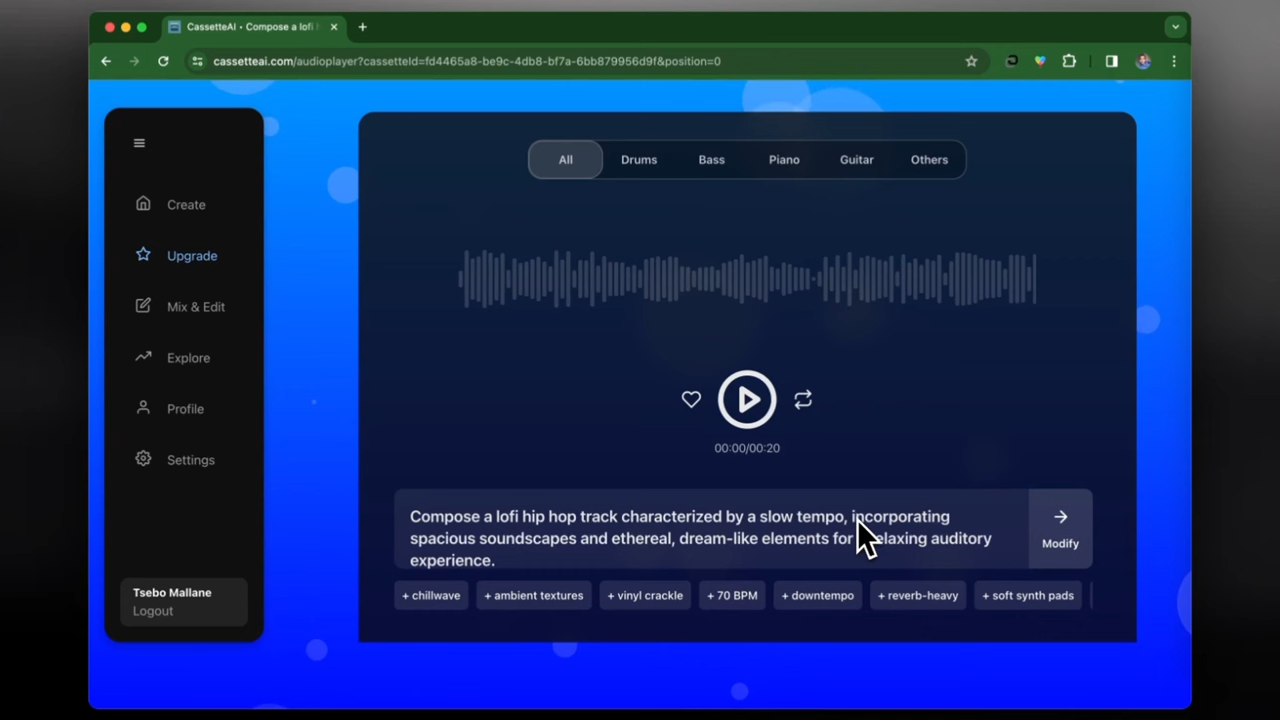 CassetteAI • Compose a lofi
cassetteai.com/audioplayer?cassetteId=fd4465a8-be9c-4db8-bf7a-6bb879956d9f&position=0
Create
Upgrade
Mix & Edit
Explore
Profile
Settings
Tsebo Mallane
Logout
All Drums Bass Piano Guitar Others
00:00/00:20
Compose a lofi hip hop track characterized by a slow tempo, incorporating
spacious soundscapes and ethereal, dream-like elements for relaxing auditory
experience.
Modify
+ chillwave + ambient textures + vinyl crackle + 70 BPM + downtempo + reverb-heavy + soft synth pads